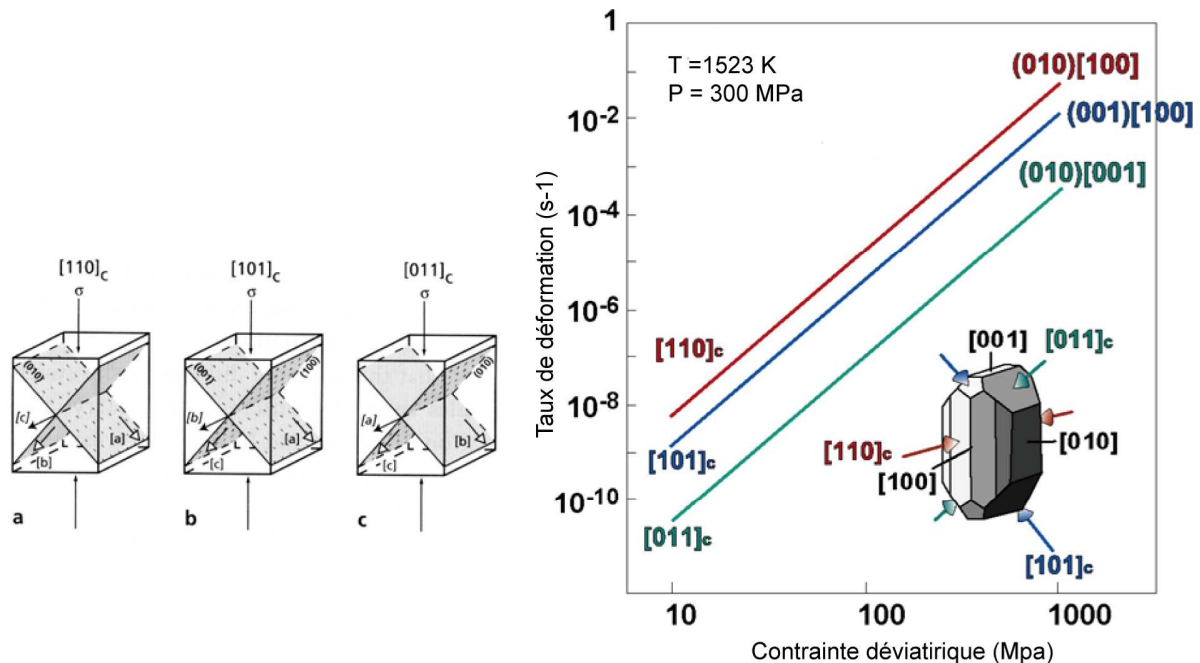 [110]c
σ
(010)
[c]
[b]
[a]
a
[101]c
σ
(001)
(100)
[b]
[c]
[a]
b
[011]c
σ
(010)
[a]
[c]
[b]
c
Taux de déformation (s-1)
1
10-2
10-4
10-6
10-8
10-10
T =1523 K
P = 300 MPa
(010)[100]
(001)[100]
(010)[001]
[110]c
[101]c
[011]c
[001]
[011]c
[110]c
[010]
[100]
[101]c
10
100
1000
Contrainte déviatirique (Mpa)